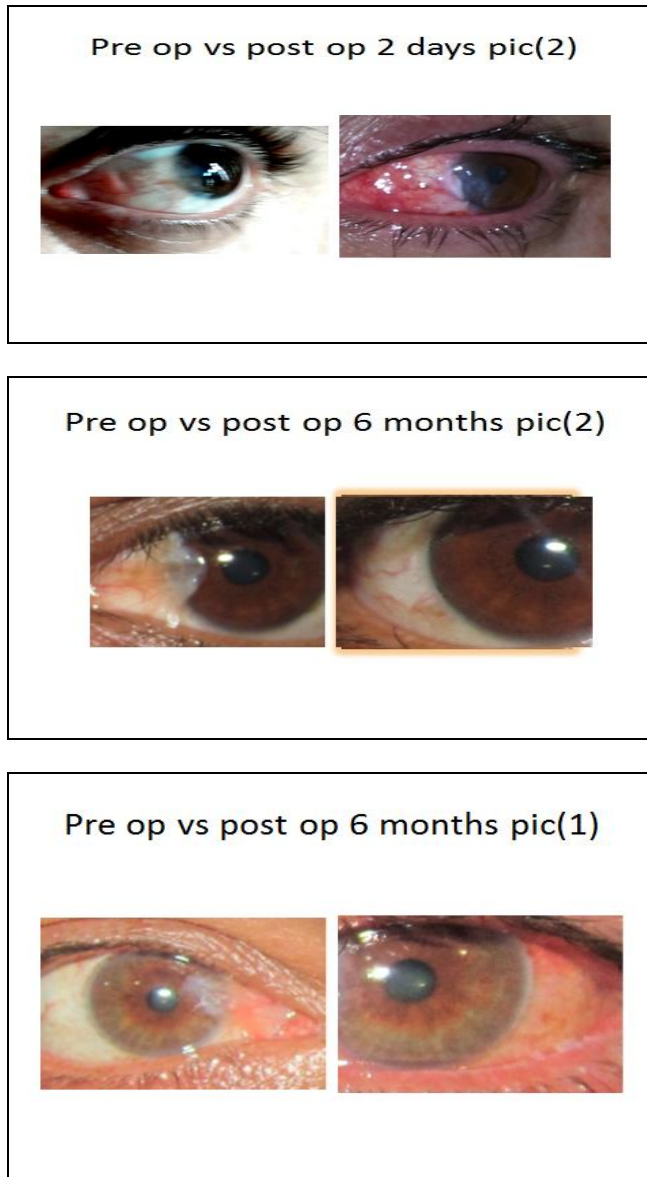 Pre op vs post op 2 days pic(2)
Pre op vs post op 6 months pic(2)
Pre op vs post op 6 months pic(1)